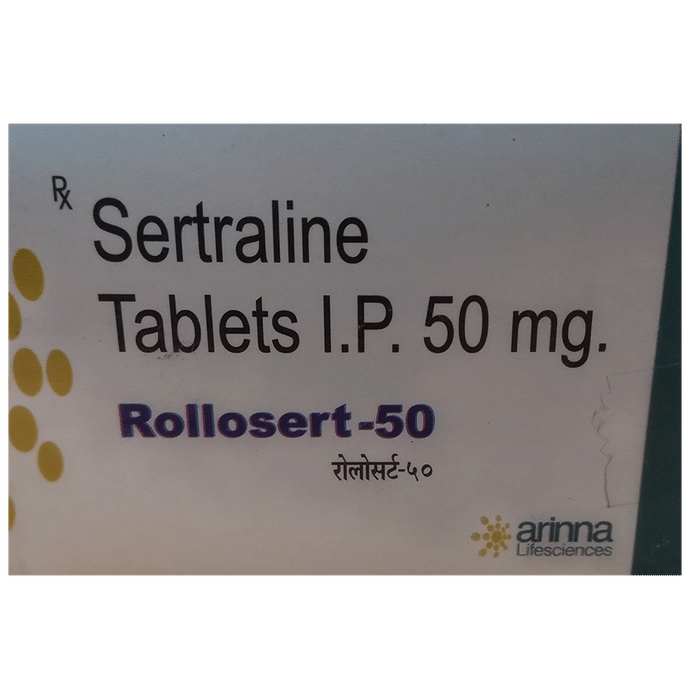 Rx
Sertraline
Tablets I.P. 50 mg.
Rollosert-50
रोलोसर्ट-५०
arinna
Lifesciences